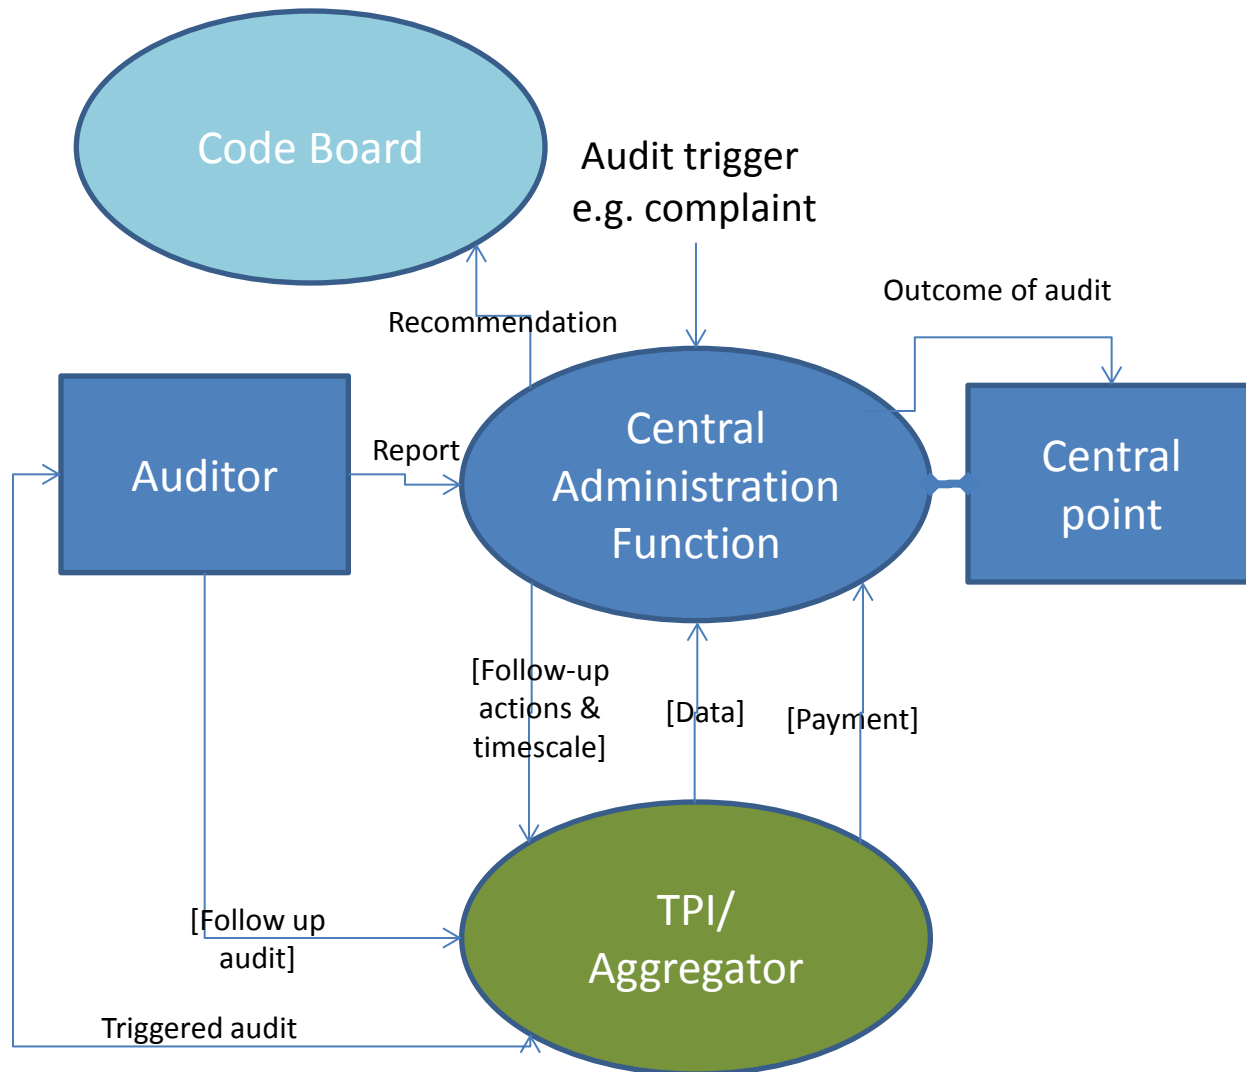 Code Board
Audit trigger
e.g. complaint
Outcome of audit
Recommendation
Auditor
Report
Central
Administration
Function
Central
point
[Follow-up
actions &
timescale]
[Data]
[Payment]
[Follow up
audit]
TPI/
Aggregator
Triggered audit